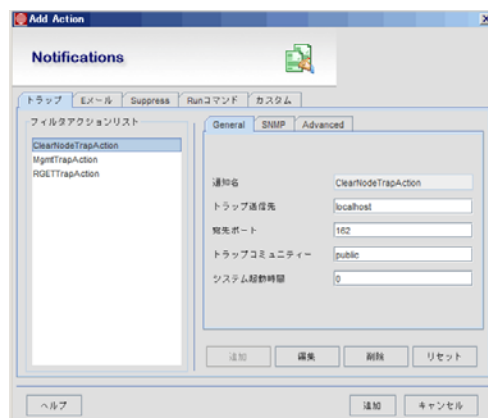 Add Action
Notifications
トラップ Eメール Suppress Runコマンド カスタム
フィルタアクションリスト
ClearNodeTrapAction
MgmtTrapAction
RGETTrapAction
General SNMP Advanced
通知名 ClearNodeTrapAction
トラップ送信先 localhost
宛先ポート 162
トラップコミュニティー public
システム起動時間 0
追加 編集 削除 リセット
ヘルプ 追加 キャンセル